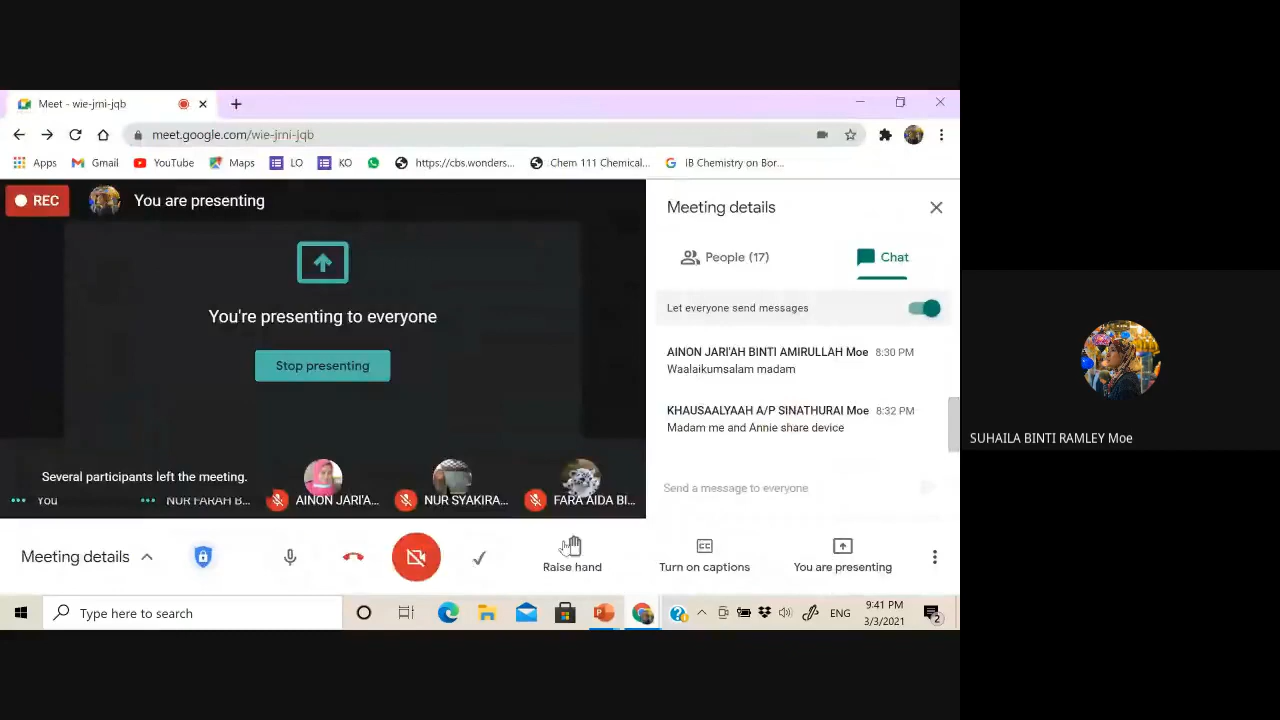 Meet - wie-jrni-jqb
meet.google.com/wie-jrni-jqb
Apps Gmail YouTube Maps LO KO https://cbs.wonders... Chem 111 Chemical... IB Chemistry on Bor...
REC You are presenting
You're presenting to everyone
Stop presenting
Several participants left the meeting.
You NUR FARAH B... AINON JARI'A... NUR SYAKIRA... FARA AIDA BI...
Meeting details
People (17) Chat
Let everyone send messages
AINON JARI'AH BINTI AMIRULLAH Moe 8:30 PM
Waalaikumsalam madam
KHAUSAALYAAH A/P SINATHURAI Moe 8:32 PM
Madam me and Annie share device
Send a message to everyone
Meeting details Raise hand Turn on captions You are presenting
Type here to search
ENG
9:41 PM
3/3/2021
2
SUHAILA BINTI RAMLEY Moe